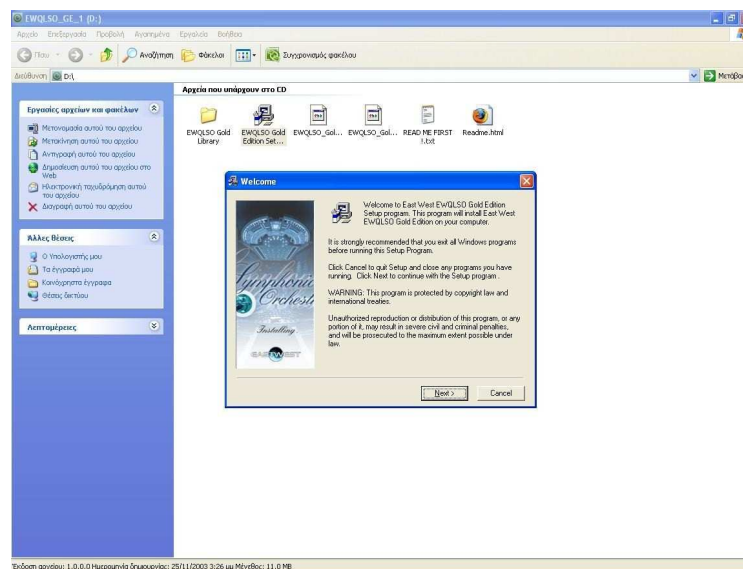 EWQLSO_GE_1 (D:)
Αρχείο Επεξεργασία Προβολή Αγαπημένα Εργαλεία Βοήθεια
Πίσω Αναζήτηση Φάκελοι Συγχρονισμός φακέλου
Διεύθυνση D:\ Μετάβα
Αρχεία που υπάρχουν στο CD
Εργασίες αρχείων και φακέλων
Μετονομασία αυτού του αρχείου
Μετακίνηση αυτού του αρχείου
Αντιγραφή αυτού του αρχείου
Δημοσίευση αυτού του αρχείου στο
Web
Ηλεκτρονική ταχυδρόμηση αυτού
του αρχείου
Διαγραφή αυτού του αρχείου
Άλλες θέσεις
Ο Υπολογιστής μου
Τα έγγραφά μου
Κοινόχρηστα έγγραφα
Θέσεις δικτύου
Λεπτομέρειες
EWQLSO Gold
Library
EWQLSO Gold
Edition Set...
EWQLSO_Gol...
EWQLSO_Gol...
READ ME FIRST
!.txt
Readme.html
Welcome
Symphonic
Orchest
Installing
EASTWEST
Welcome to East West EWQLSO Gold Edition
Setup program. This program will install East West
EWQLSO Gold Edition on your computer.
It is strongly recommended that you exit all Windows programs
before running this Setup Program.
Click Cancel to quit Setup and close any programs you have
running. Click Next to continue with the Setup program .
WARNING: This program is protected by copyright law and
international treaties.
Unauthorized reproduction or distribution of this program, or any
portion of it, may result in severe civil and criminal penalties,
and will be prosecuted to the maximum extent possible under
law.
Next > Cancel
Έκδοση αρχείου: 1.0.0.0 Ημερομηνία δημιουργίας: 25/11/2003 3:26 μμ Μέγεθος: 11,0 MB